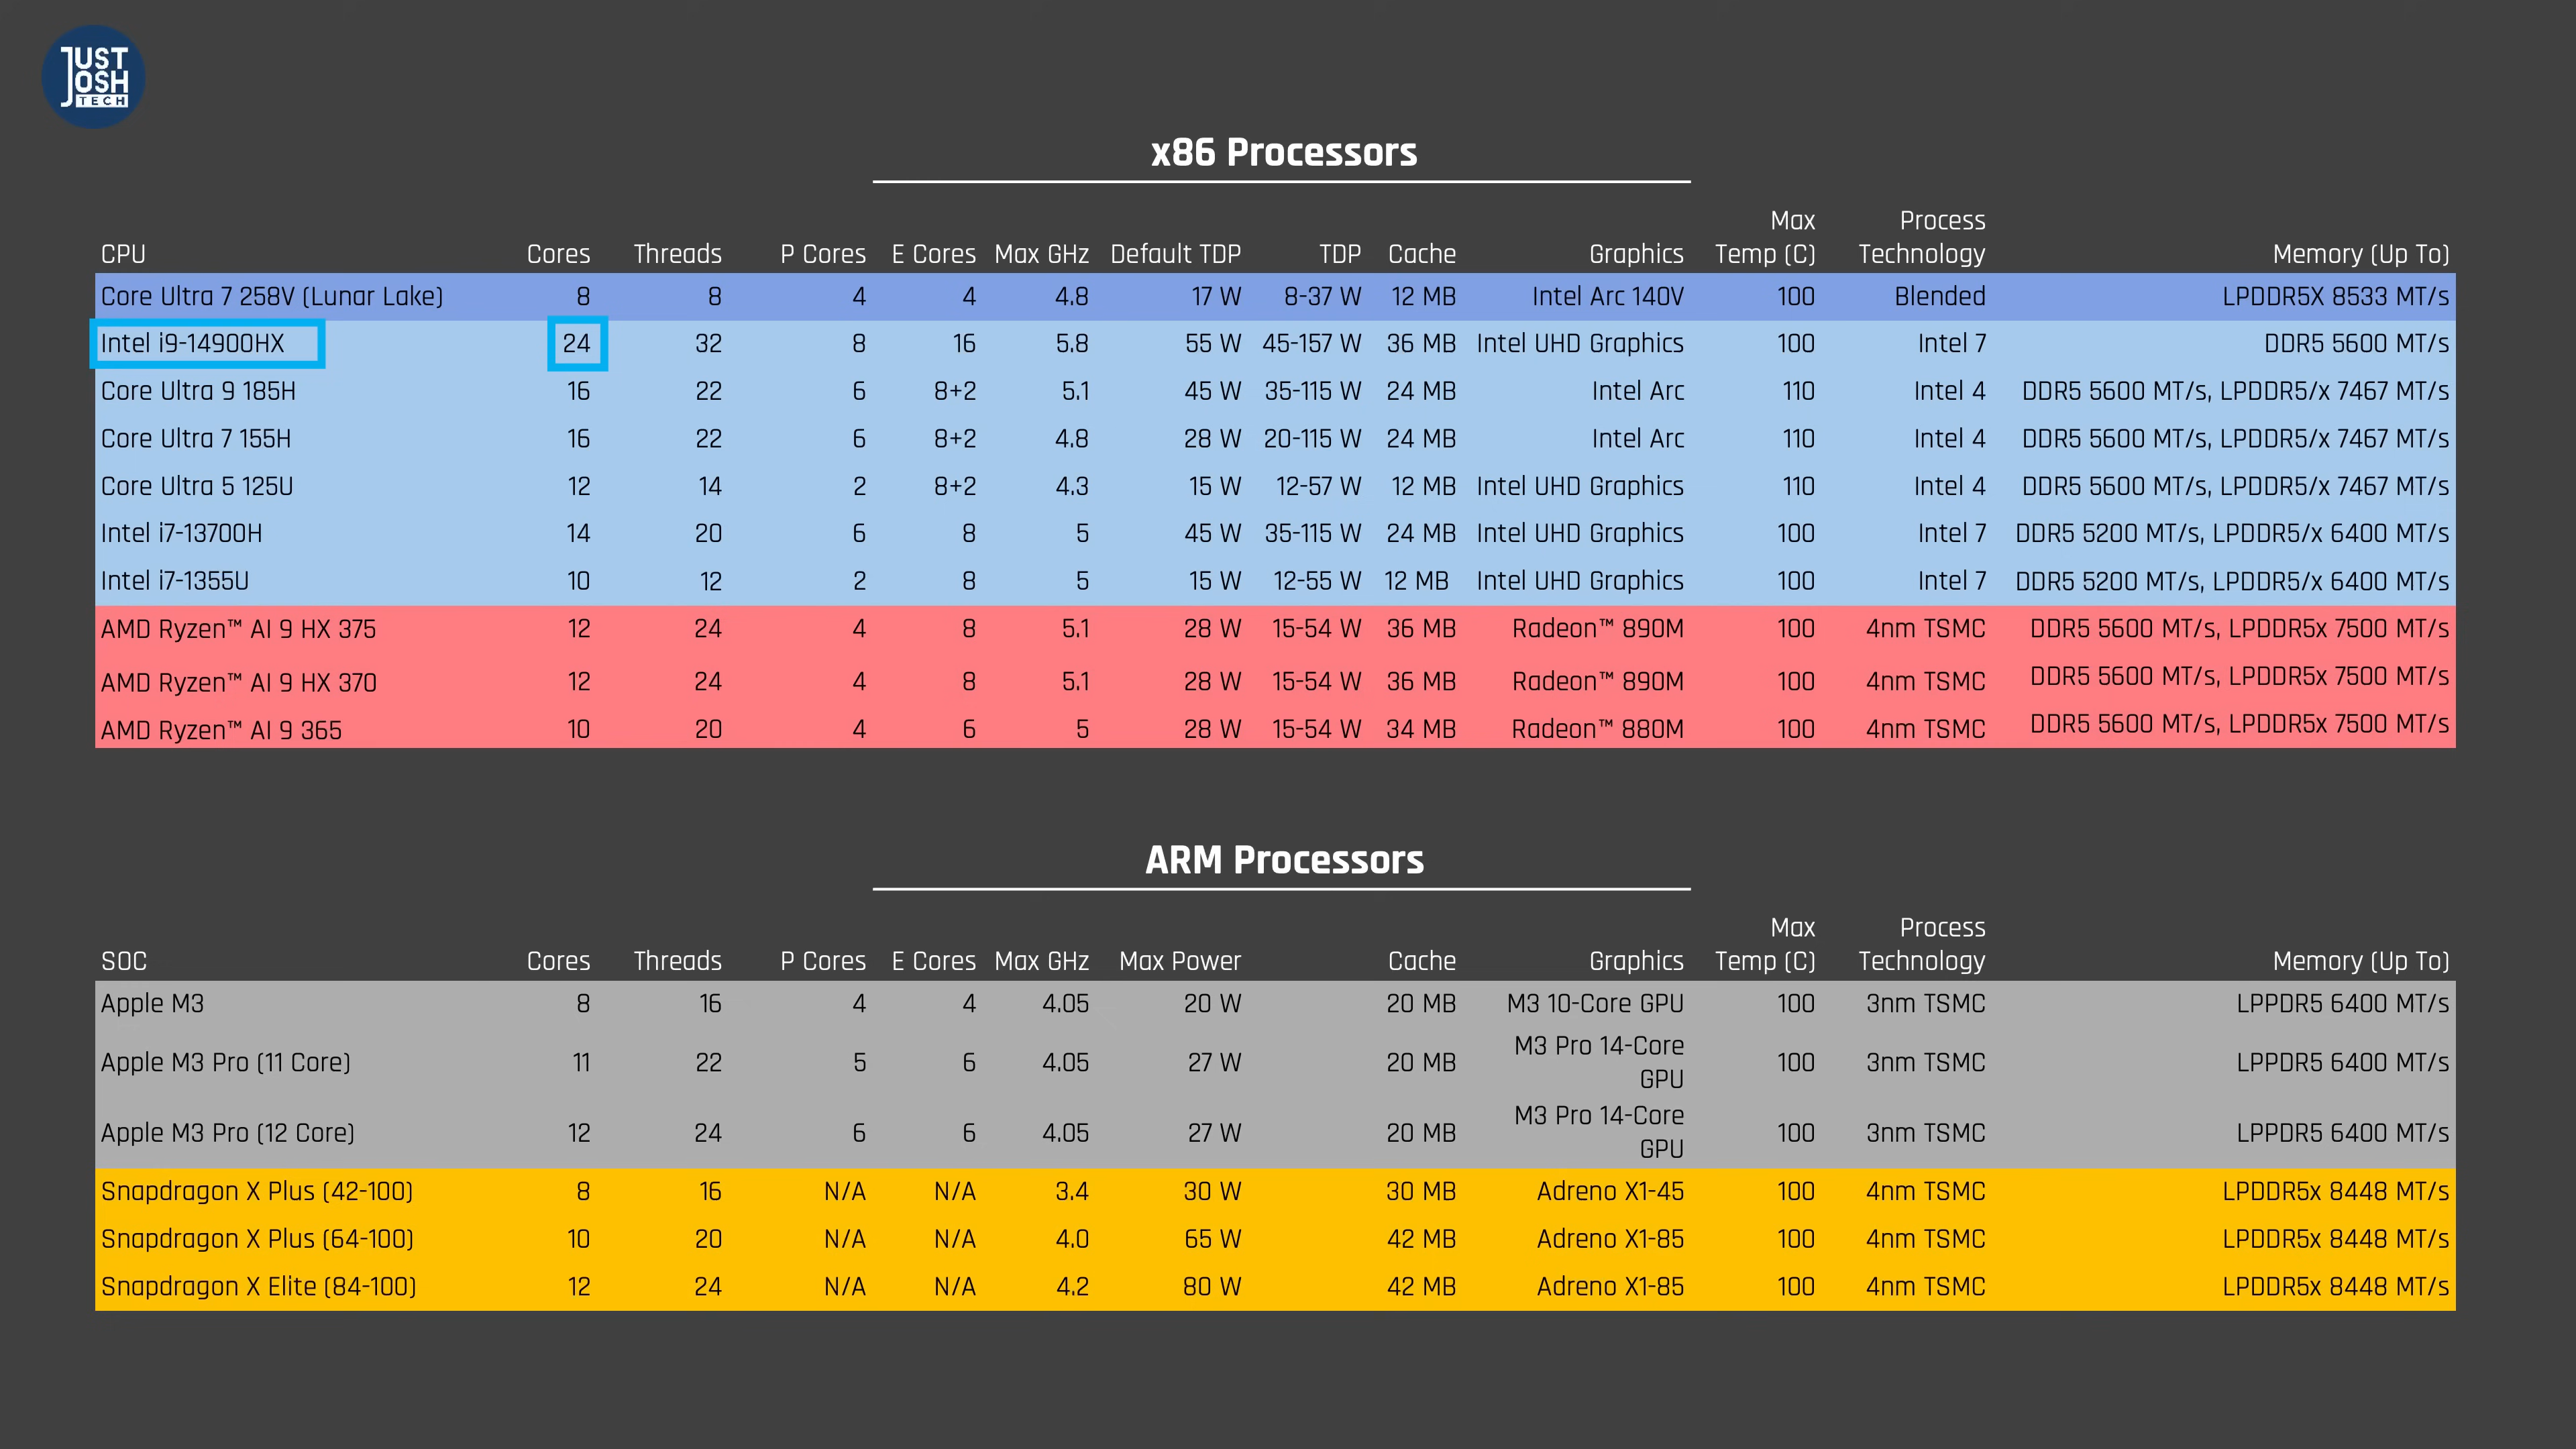 JUST
JOSH
TECH
x86 Processors
CPU Cores Threads P Cores E Cores Max GHz Default TDP TDP Cache Graphics Max Temp (C) Process Technology Memory (Up To)
Core Ultra 7 258V (Lunar Lake) 8 8 4 4 4.8 17 W 8-37 W 12 MB Intel Arc 140V 100 Blended LPDDR5X 8533 MT/s
Intel i9-14900HX 24 32 8 16 5.8 55 W 45-157 W 36 MB Intel UHD Graphics 100 Intel 7 DDR5 5600 MT/s
Core Ultra 9 185H 16 22 6 8+2 5.1 45 W 35-115 W 24 MB Intel Arc 110 Intel 4 DDR5 5600 MT/s, LPDDR5/x 7467 MT/s
Core Ultra 7 155H 16 22 6 8+2 4.8 28 W 20-115 W 24 MB Intel Arc 110 Intel 4 DDR5 5600 MT/s, LPDDR5/x 7467 MT/s
Core Ultra 5 125U 12 14 2 8+2 4.3 15 W 12-57 W 12 MB Intel UHD Graphics 110 Intel 4 DDR5 5600 MT/s, LPDDR5/x 7467 MT/s
Intel i7-13700H 14 20 6 8 5 45 W 35-115 W 24 MB Intel UHD Graphics 100 Intel 7 DDR5 5200 MT/s, LPDDR5/x 6400 MT/s
Intel i7-1355U 10 12 2 8 5 15 W 12-55 W 12 MB Intel UHD Graphics 100 Intel 7 DDR5 5200 MT/s, LPDDR5/x 6400 MT/s
AMD Ryzen™ AI 9 HX 375 12 24 4 8 5.1 28 W 15-54 W 36 MB Radeon™ 890M 100 4nm TSMC DDR5 5600 MT/s, LPDDR5x 7500 MT/s
AMD Ryzen™ AI 9 HX 370 12 24 4 8 5.1 28 W 15-54 W 36 MB Radeon™ 890M 100 4nm TSMC DDR5 5600 MT/s, LPDDR5x 7500 MT/s
AMD Ryzen™ AI 9 365 10 20 4 6 5 28 W 15-54 W 34 MB Radeon™ 880M 100 4nm TSMC DDR5 5600 MT/s, LPDDR5x 7500 MT/s
ARM Processors
SOC Cores Threads P Cores E Cores Max GHz Max Power Cache Graphics Max Temp (C) Process Technology Memory (Up To)
Apple M3 8 16 4 4 4.05 20 W 20 MB M3 10-Core GPU 100 3nm TSMC LPPDR5 6400 MT/s
Apple M3 Pro (11 Core) 11 22 5 6 4.05 27 W 20 MB M3 Pro 14-Core GPU 100 3nm TSMC LPPDR5 6400 MT/s
Apple M3 Pro (12 Core) 12 24 6 6 4.05 27 W 20 MB M3 Pro 14-Core GPU 100 3nm TSMC LPPDR5 6400 MT/s
Snapdragon X Plus (42-100) 8 16 N/A N/A 3.4 30 W 30 MB Adreno X1-45 100 4nm TSMC LPDDR5x 8448 MT/s
Snapdragon X Plus (64-100) 10 20 N/A N/A 4.0 65 W 42 MB Adreno X1-85 100 4nm TSMC LPDDR5x 8448 MT/s
Snapdragon X Elite (84-100) 12 24 N/A N/A 4.2 80 W 42 MB Adreno X1-85 100 4nm TSMC LPDDR5x 8448 MT/s